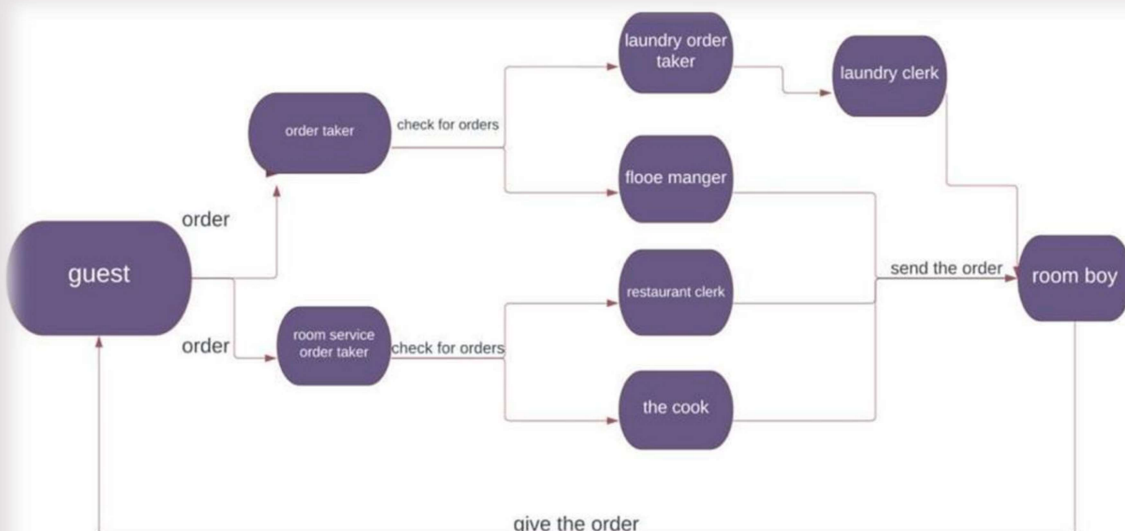 laundry order
taker
laundry clerk
order taker
check for orders
flooe manger
order
guest
send the order
room boy
restaurant clerk
room service
order taker
order
check for orders
the cook
give the order